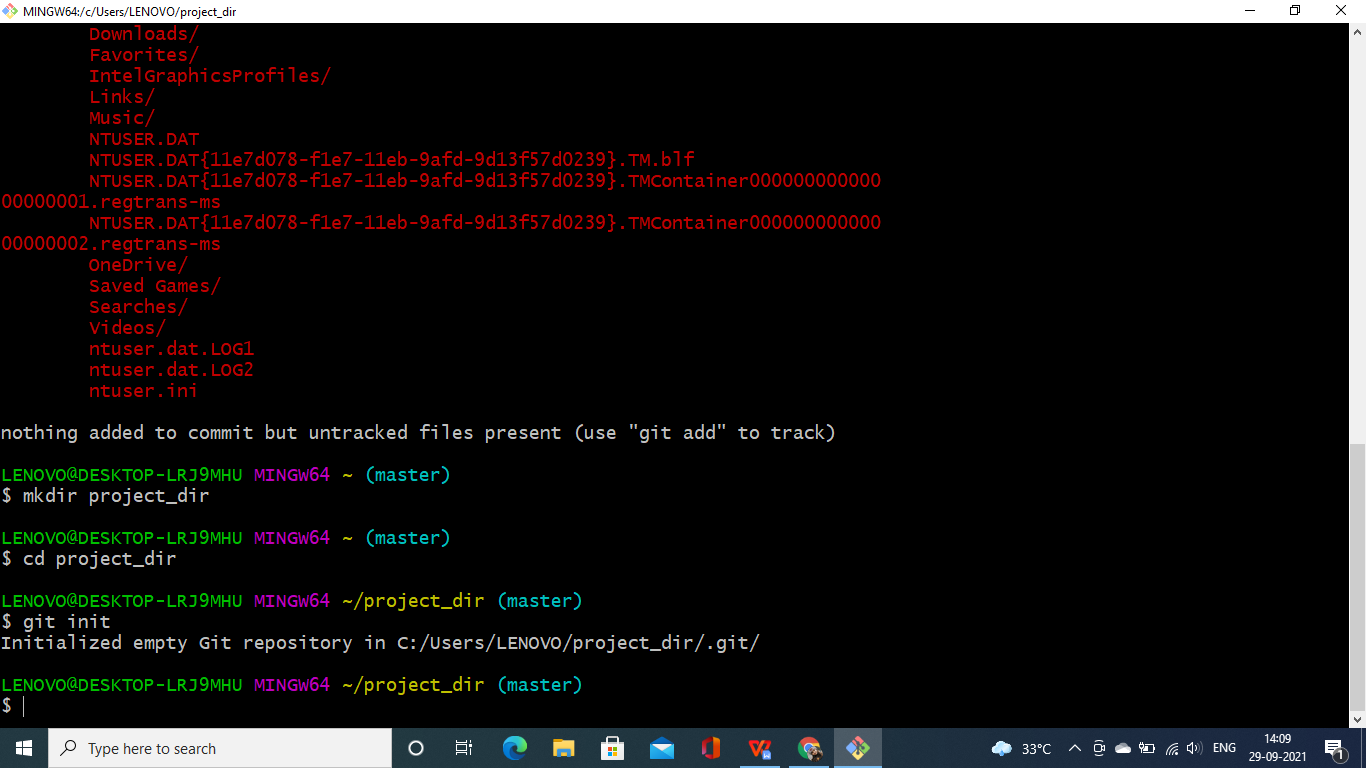 MINGW64:/c/Users/LENOVO/project_dir
Downloads/
Favorites/
IntelGraphicsProfiles/
Links/
Music/
NTUSER.DAT
NTUSER.DAT{11e7d078-f1e7-11eb-9afd-9d13f57d0239}.TM.blf
NTUSER.DAT{11e7d078-f1e7-11eb-9afd-9d13f57d0239}.TMContainer000000000000
00000001.regtrans-ms
NTUSER.DAT{11e7d078-f1e7-11eb-9afd-9d13f57d0239}.TMContainer000000000000
00000002.regtrans-ms
OneDrive/
Saved Games/
Searches/
Videos/
ntuser.dat.LOG1
ntuser.dat.LOG2
ntuser.ini
nothing added to commit but untracked files present (use "git add" to track)
LENOVO@DESKTOP-LRJ9MHU MINGW64 ~ (master)
$ mkdir project_dir
LENOVO@DESKTOP-LRJ9MHU MINGW64 ~ (master)
$ cd project_dir
LENOVO@DESKTOP-LRJ9MHU MINGW64 ~/project_dir (master)
$ git init
Initialized empty Git repository in C:/Users/LENOVO/project_dir/.git/
LENOVO@DESKTOP-LRJ9MHU MINGW64 ~/project_dir (master)
$
Type here to search
33°C
ENG
14:09
29-09-2021
1